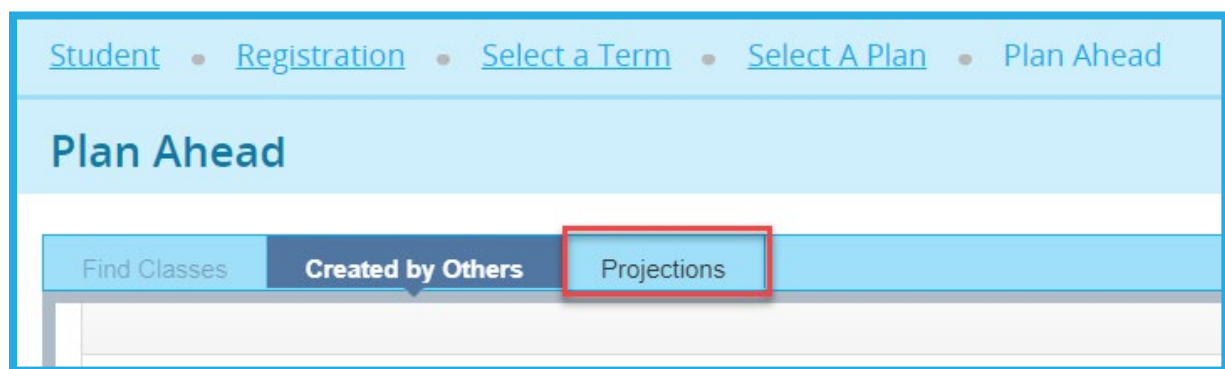 Student • Registration • Select a Term • Select A Plan • Plan Ahead
Plan Ahead
Find Classes Created by Others Projections